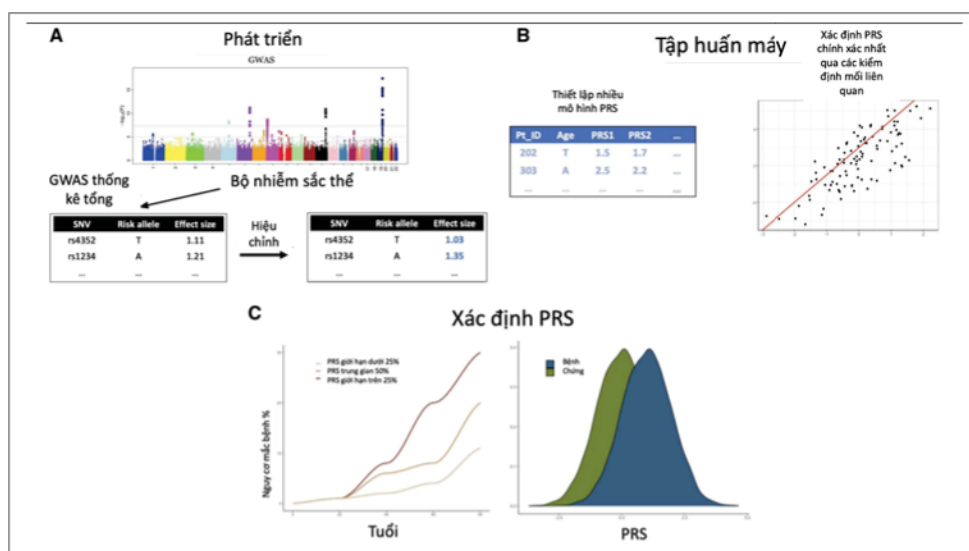 A
Phát triển
GWAS
-log₁₀(P)
Bộ nhiễm sắc thể
GWAS thống
kê tổng
SNV Risk allele Effect size
rs4352 T 1.11
rs1234 A 1.21
... ... ...
Hiệu
chỉnh
SNV Risk allele Effect size
rs4352 T 1.03
rs1234 A 1.35
... ... ...
B
Tập huấn máy
Thiết lập nhiều
mô hình PRS
Pt_ID Age PRS1 PRS2 ...
202 T 1.5 1.7 ...
303 A 2.5 2.2 ...
... ... ... ...
Xác định PRS
chính xác nhất
qua các kiểm
định mối liên
quan
C
Xác định PRS
PRS giới hạn dưới 25%
PRS trung gian 50%
PRS giới hạn trên 25%
Nguy cơ mắc bệnh %
Tuổi
Bệnh
Chứng
PRS